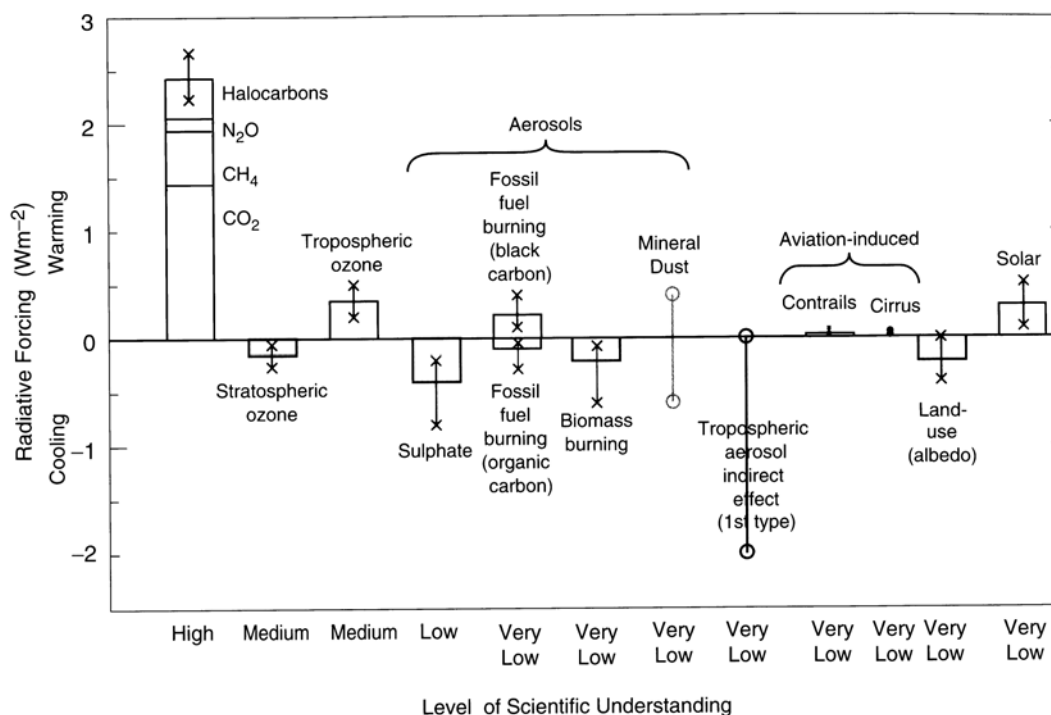 Radiative Forcing (Wm−2)
Cooling Warming
3
2
1
0
−1
−2
Halocarbons
N2O
CH4
CO2
Stratospheric
ozone
Tropospheric
ozone
Aerosols
Sulphate
Fossil
fuel
burning
(black
carbon)
Fossil
fuel
burning
(organic
carbon)
Biomass
burning
Mineral
Dust
Tropospheric
aerosol
indirect
effect
(1st type)
Aviation-induced
Contrails
Cirrus
Land-
use
(albedo)
Solar
High
Medium
Medium
Low
Very
Low
Very
Low
Very
Low
Very
Low
Very
Low
Very
Low
Very
Low
Very
Low
Level of Scientific Understanding